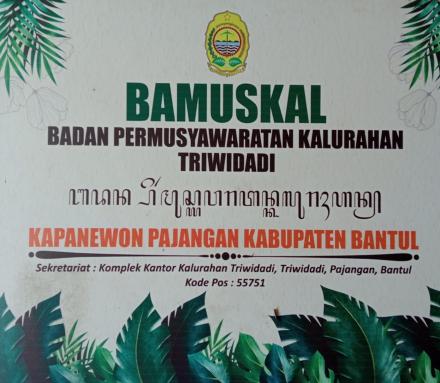 BAMUSKAL
BADAN PERMUSYAWARATAN KALURAHAN
TRIWIDADI
KAPANEWON PAJANGAN KABUPATEN BANTUL
Sekretariat : Komplek Kantor Kalurahan Triwidadi, Triwidadi, Pajangan, Bantul
Kode Pos : 55751